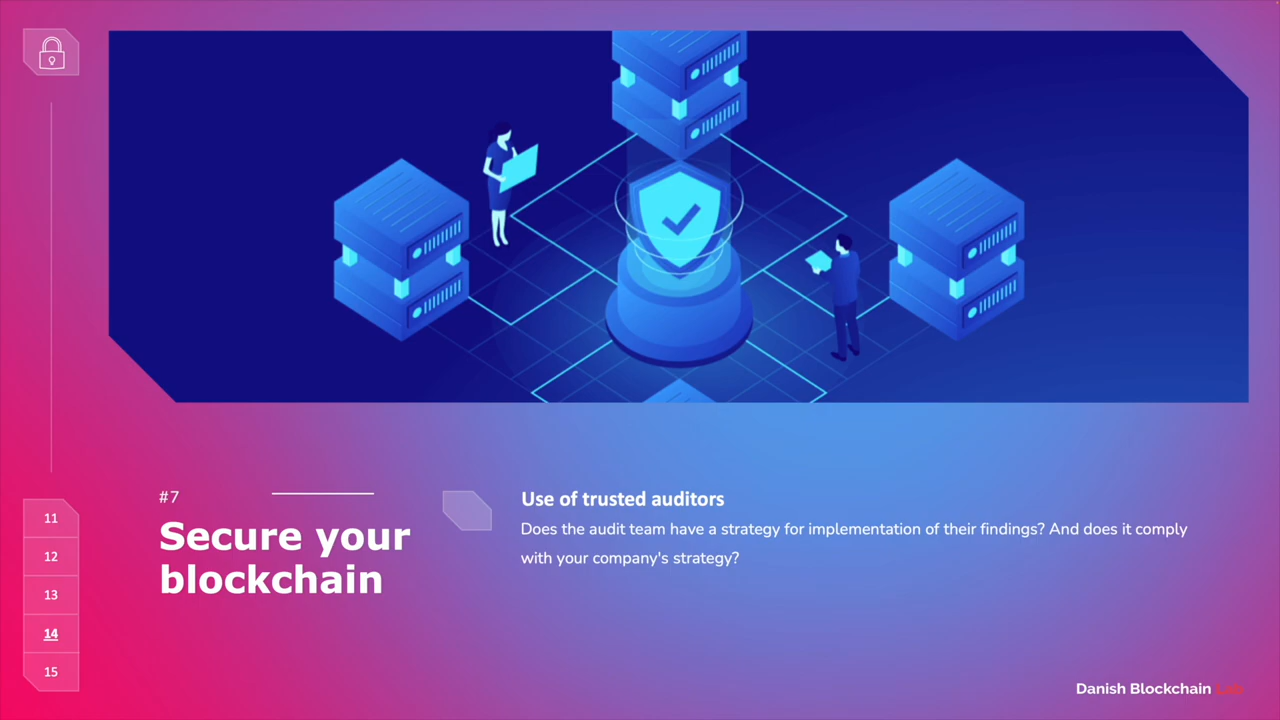 #7
Secure your
blockchain
Use of trusted auditors
Does the audit team have a strategy for implementation of their findings? And does it comply
with your company's strategy?
11
12
13
14
15
Danish Blockchain Lab